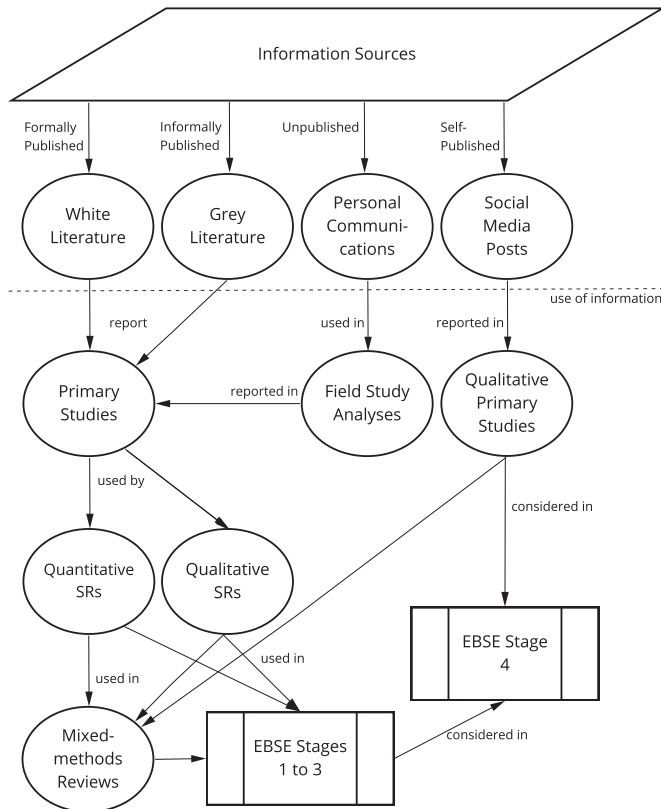 Information Sources
Formally
Published
Informally
Published
Unpublished
Self-
Published
White
Literature
Grey
Literature
Personal
Communi-
cations
Social
Media
Posts
use of information
report
used in
reported in
Primary
Studies
reported in
Field Study
Analyses
Qualitative
Primary
Studies
used by
considered in
Quantitative
SRs
Qualitative
SRs
EBSE Stage
4
used in
used in
Mixed-
methods
Reviews
EBSE Stages
1 to 3
considered in